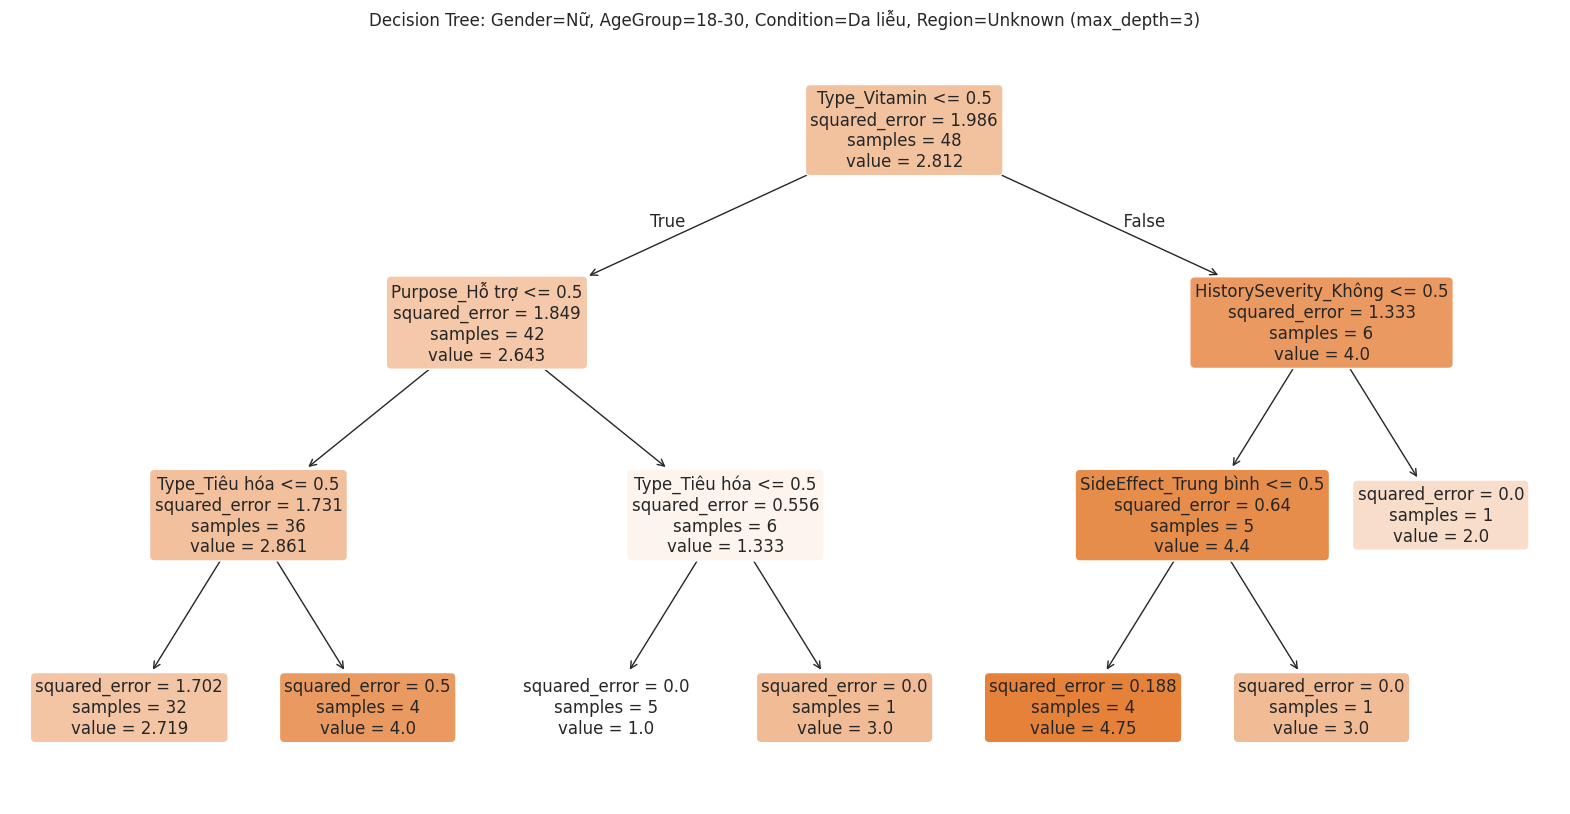 Decision Tree: Gender=Nữ, AgeGroup=18-30, Condition=Da liễu, Region=Unknown (max_depth=3)
Type_Vitamin <= 0.5
squared_error = 1.986
samples = 48
value = 2.812
True
False
Purpose_Hỗ trợ <= 0.5
squared_error = 1.849
samples = 42
value = 2.643
HistorySeverity_Không <= 0.5
squared_error = 1.333
samples = 6
value = 4.0
Type_Tiêu hóa <= 0.5
squared_error = 1.731
samples = 36
value = 2.861
Type_Tiêu hóa <= 0.5
squared_error = 0.556
samples = 6
value = 1.333
SideEffect_Trung bình <= 0.5
squared_error = 0.64
samples = 5
value = 4.4
squared_error = 0.0
samples = 1
value = 2.0
squared_error = 1.702
samples = 32
value = 2.719
squared_error = 0.5
samples = 4
value = 4.0
squared_error = 0.0
samples = 5
value = 1.0
squared_error = 0.0
samples = 1
value = 3.0
squared_error = 0.188
samples = 4
value = 4.75
squared_error = 0.0
samples = 1
value = 3.0